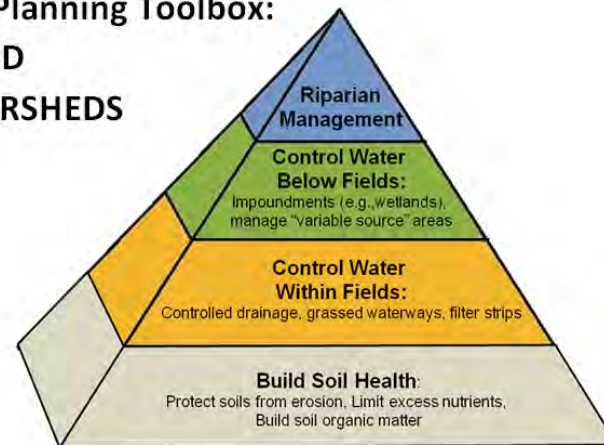 Planning Toolbox:
D
RSHEDS
Riparian
Management
Control Water
Below Fields:
Impoundments (e.g.,wetlands),
manage "variable source" areas
Control Water
Within Fields:
Controlled drainage, grassed waterways, filter strips
Build Soil Health:
Protect soils from erosion, Limit excess nutrients,
Build soil organic matter